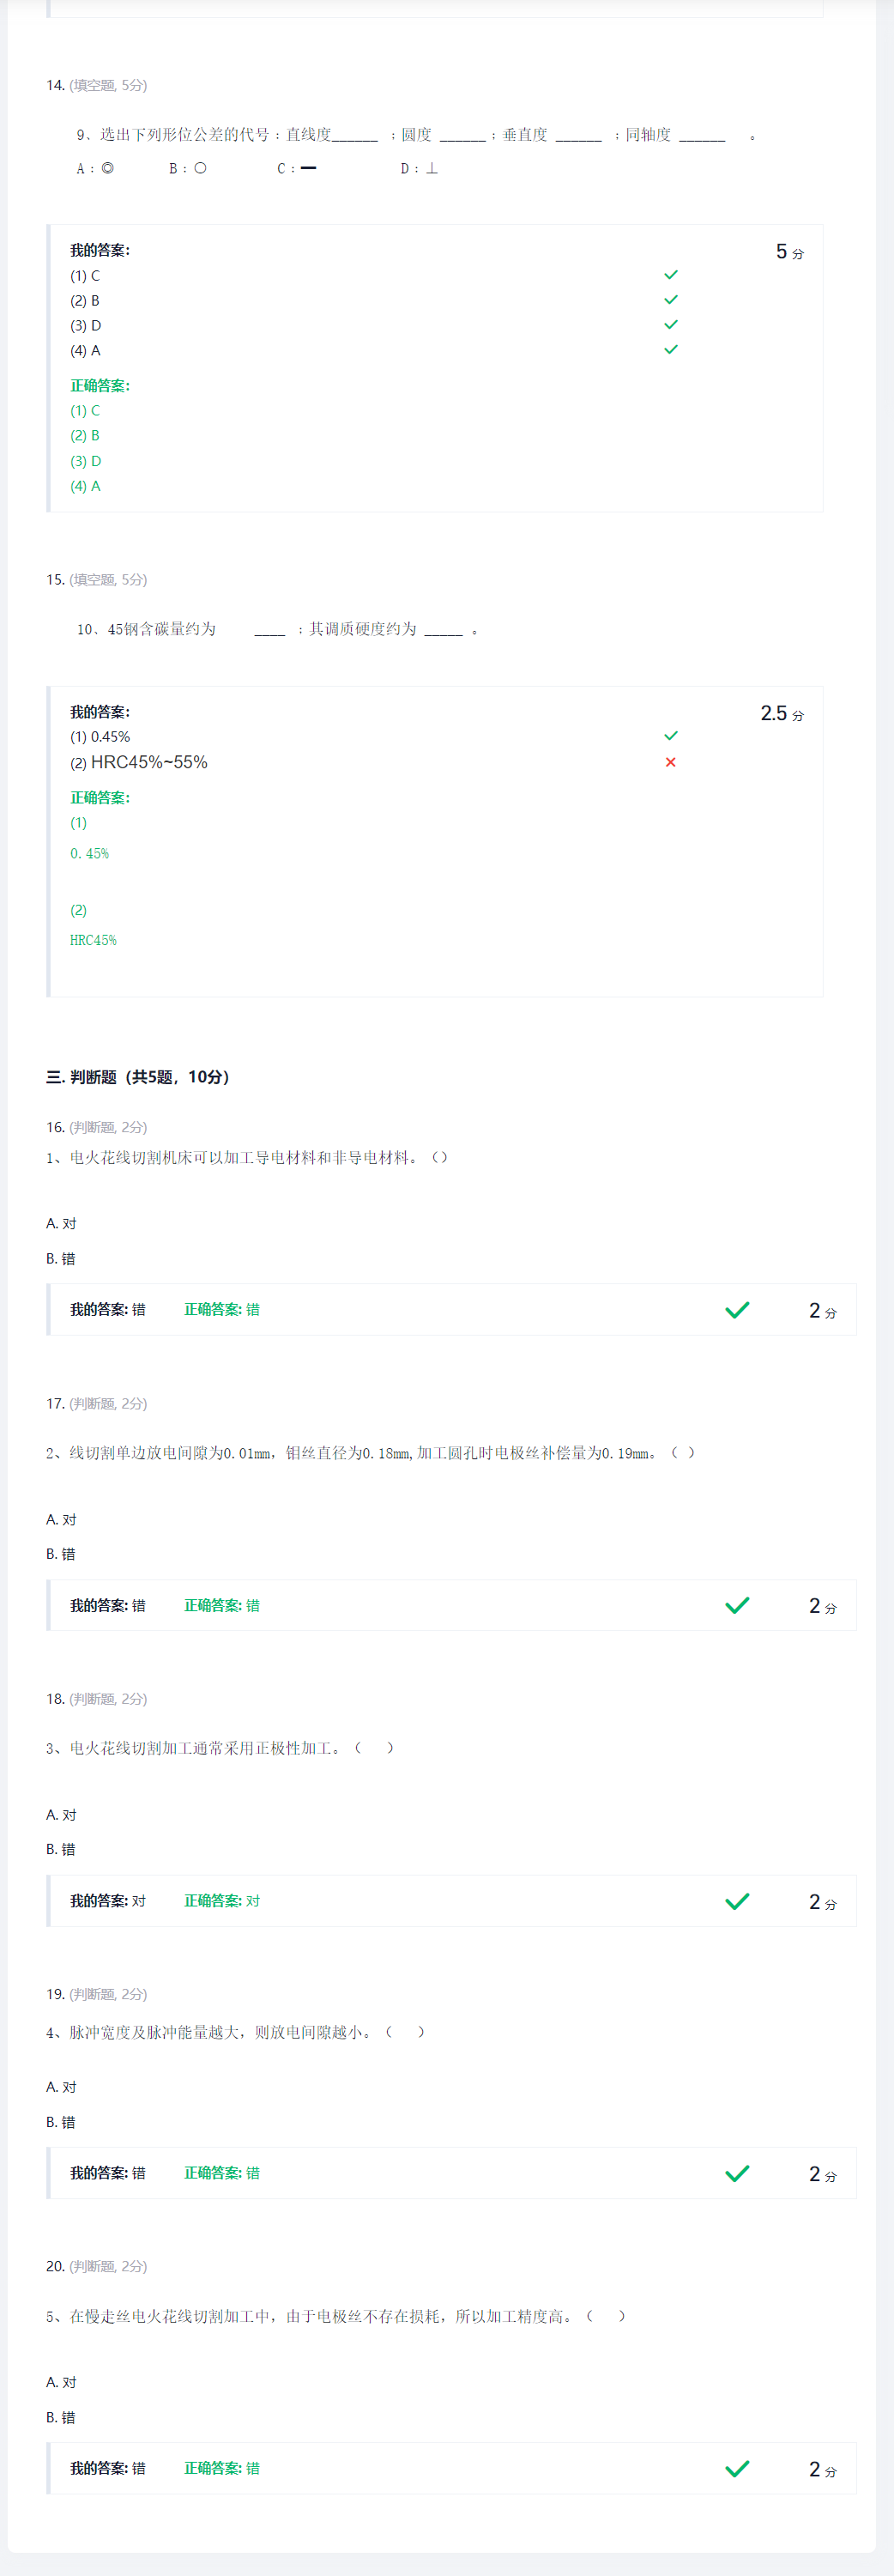 14. (填空题, 5分)
9、选出下列形位公差的代号：直线度______ ；圆度 ______；垂直度 ______ ；同轴度 ______ 。
A：◎ B：○ C：━ D：⊥
我的答案：
5 分
(1) C
(2) B
(3) D
(4) A
正确答案：
(1) C
(2) B
(3) D
(4) A
15. (填空题, 5分)
10、45钢含碳量约为 ____ ；其调质硬度约为 _____ 。
我的答案：
2.5 分
(1) 0.45%
(2) HRC45%~55%
正确答案：
(1)
0.45%
(2)
HRC45%
三. 判断题（共5题，10分）
16. (判断题, 2分)
1、电火花线切割机床可以加工导电材料和非导电材料。（）
A. 对
B. 错
我的答案: 错 正确答案: 错 2 分
17. (判断题, 2分)
2、线切割单边放电间隙为0.01mm，钼丝直径为0.18mm,加工圆孔时电极丝补偿量为0.19mm。（ ）
A. 对
B. 错
我的答案: 错 正确答案: 错 2 分
18. (判断题, 2分)
3、电火花线切割加工通常采用正极性加工。（ ）
A. 对
B. 错
我的答案: 对 正确答案: 对 2 分
19. (判断题, 2分)
4、脉冲宽度及脉冲能量越大，则放电间隙越小。（ ）
A. 对
B. 错
我的答案: 错 正确答案: 错 2 分
20. (判断题, 2分)
5、在慢走丝电火花线切割加工中，由于电极丝不存在损耗，所以加工精度高。（ ）
A. 对
B. 错
我的答案: 错 正确答案: 错 2 分